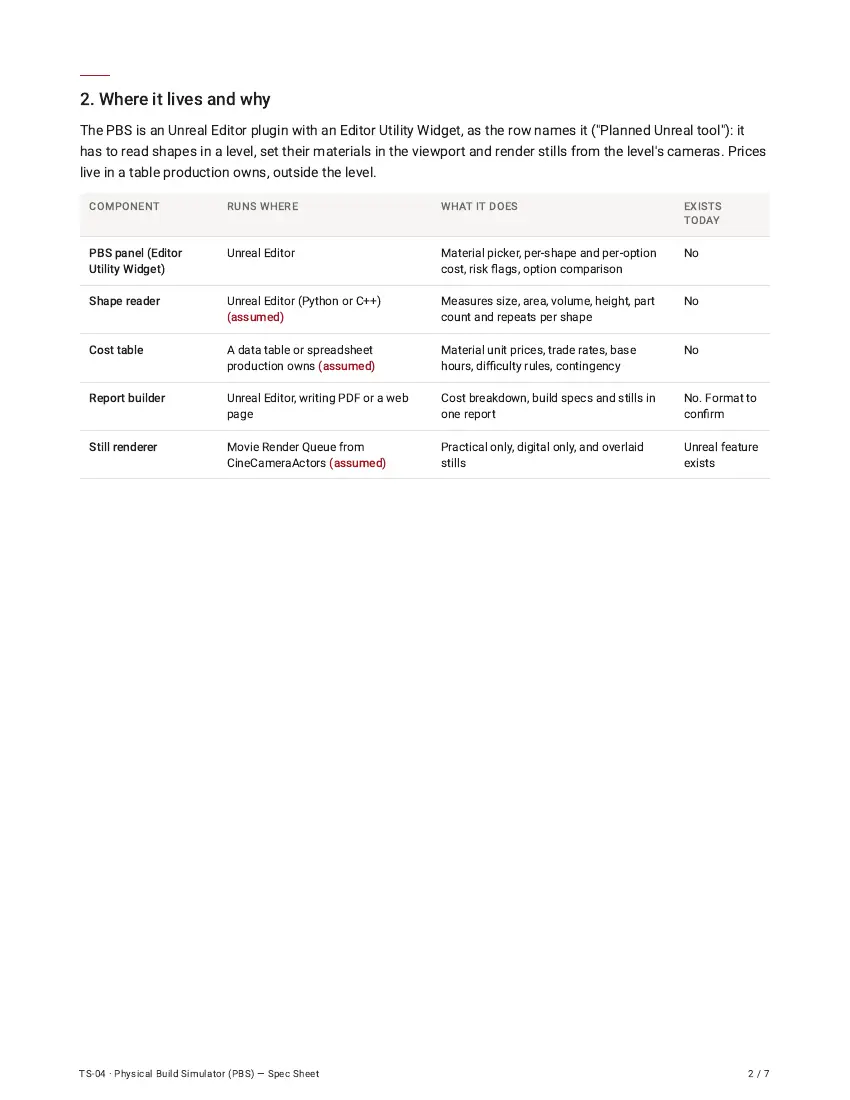 2. Where it lives and why
The PBS is an Unreal Editor plugin with an Editor Utility Widget, as the row names it ("Planned Unreal tool"): it
has to read shapes in a level, set their materials in the viewport and render stills from the level's cameras. Prices
live in a table production owns, outside the level.
COMPONENT RUNS WHERE WHAT IT DOES EXISTS
TODAY
PBS panel (Editor Unreal Editor Material picker, per-shape and per-option No
Utility Widget) cost, risk flags, option comparison
Shape reader Unreal Editor (Python or C++) Measures size, area, volume, height, part No
(assumed) count and repeats per shape
Cost table A data table or spreadsheet Material unit prices, trade rates, base No
production owns (assumed) hours, difficulty rules, contingency
Report builder Unreal Editor, writing PDF or a web Cost breakdown, build specs and stills in No. Format to
page one report confirm
Still renderer Movie Render Queue from Practical only, digital only, and overlaid Unreal feature
CineCameraActors (assumed) stills exists
TS-04 · Physical Build Simulator (PBS) — Spec Sheet 2 / 7